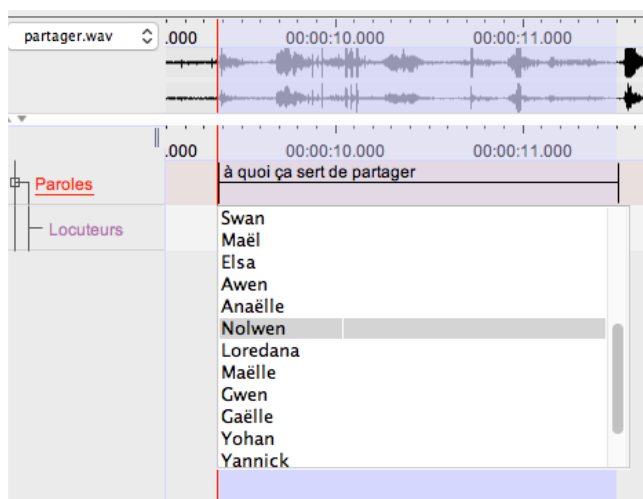 partager.wav
.000 00:00:10.000 00:00:11.000
.000 00:00:10.000 00:00:11.000
Paroles
à quoi ça sert de partager
Locuteurs
Swan
Maël
Elsa
Awen
Anaëlle
Nolwen
Loredana
Maëlle
Gwen
Gaëlle
Yohan
Yannick